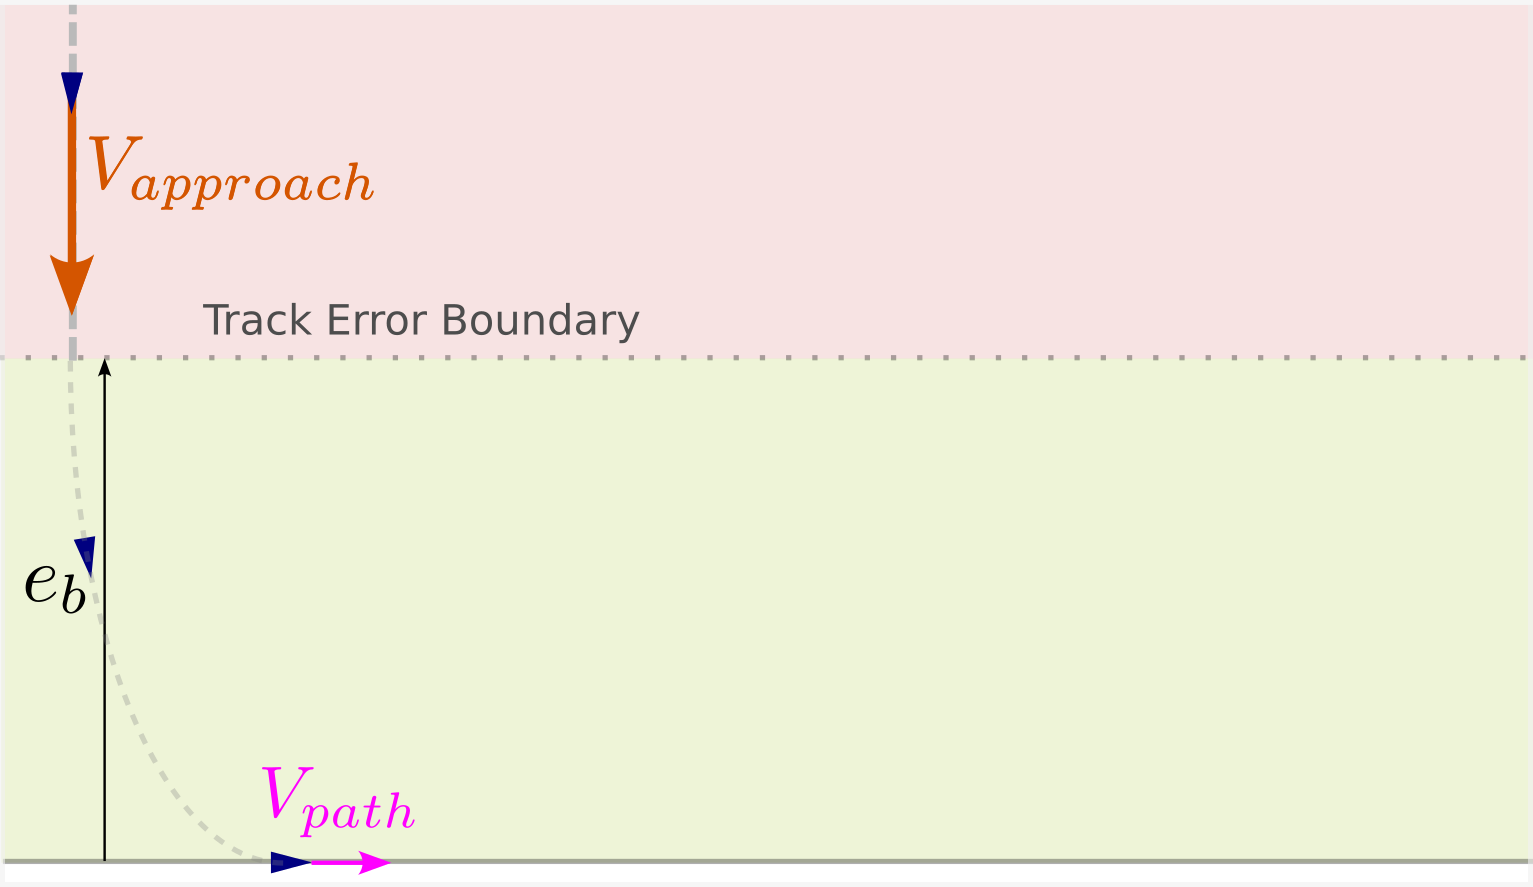 V_approach
Track Error Boundary
e_b
V_path